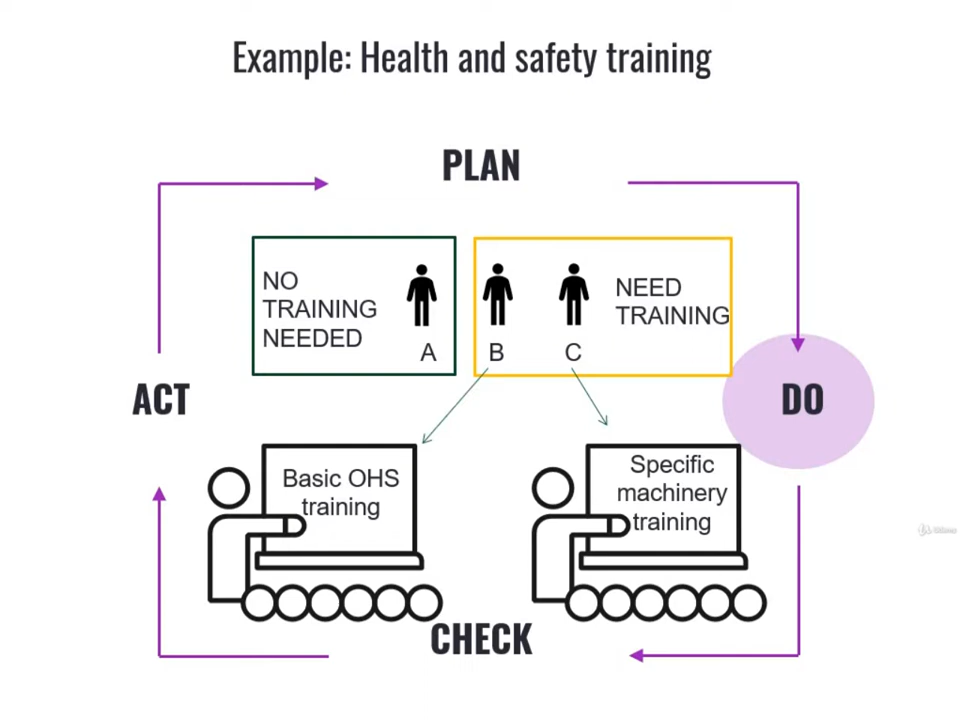 Example: Health and safety training
PLAN
NO
TRAINING
NEEDED
A
B
C
NEED
TRAINING
ACT
DO
Basic OHS
training
Specific
machinery
training
CHECK